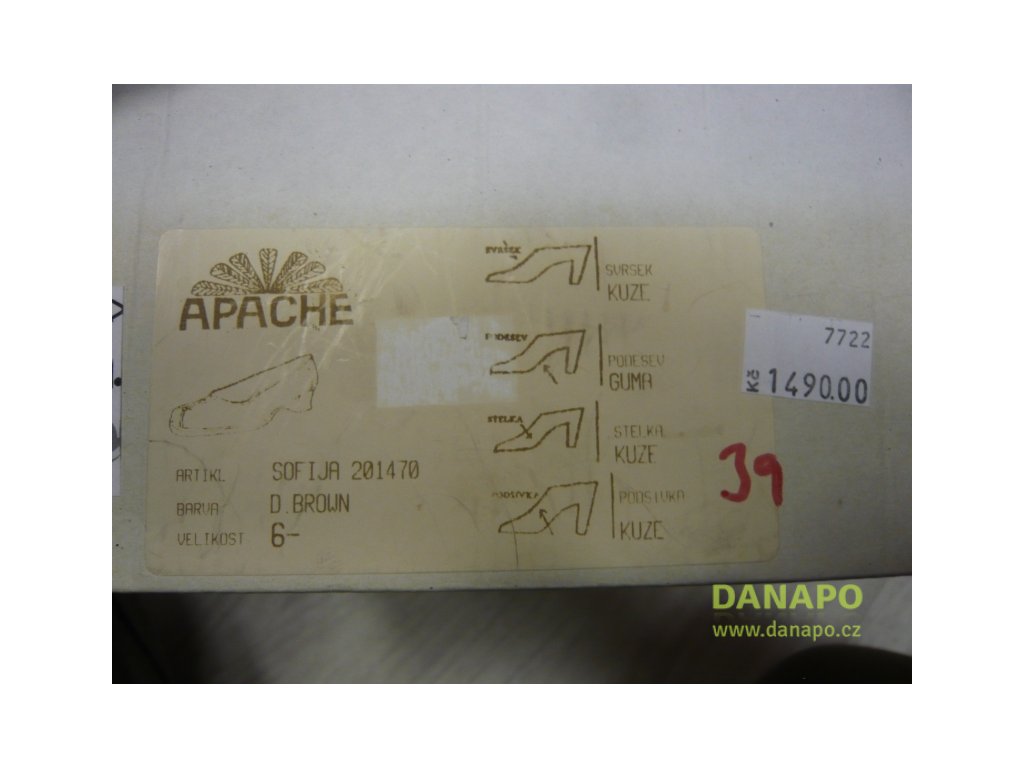 APACHE
ARTIKL SOFIJA 201470
BARVA D.BROWN
VELIKOST 6-
SVRSEK
SVRSEK
KUZE
PODESEV
PODESEV
GUMA
STELKA
STELKA
KUZE
PODSIVKA
PODSIVKA
KUZE
7722
Kč 1490.00
39
DANAPO
www.danapo.cz